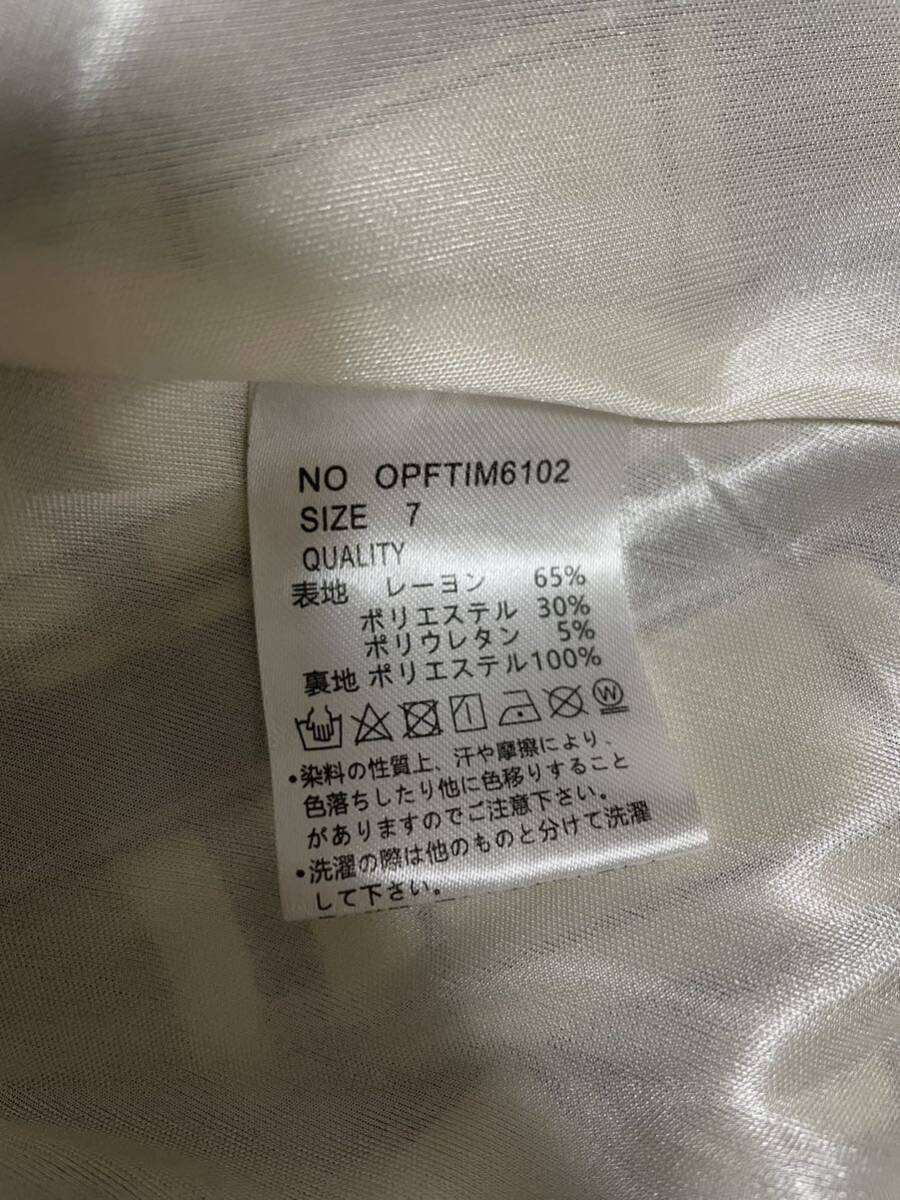 NO OPFTIM6102
SIZE 7
QUALITY
表地 レーヨン 65%
ポリエステル 30%
ポリウレタン 5%
裏地 ポリエステル100%
W
•染料の性質上、汗や摩擦により、
色落ちしたり他に色移りすること
がありますのでご注意下さい。
•洗濯の際は他のものと分けて洗濯
して下さい。